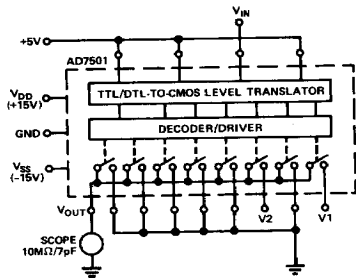 V_IN
+5V
AD7501
V_DD
(+15V)
TTL/DTL-TO-CMOS LEVEL TRANSLATOR
GND
DECODER/DRIVER
V_SS
(-15V)
V_OUT
V2
V1
SCOPE
10MΩ/7pF